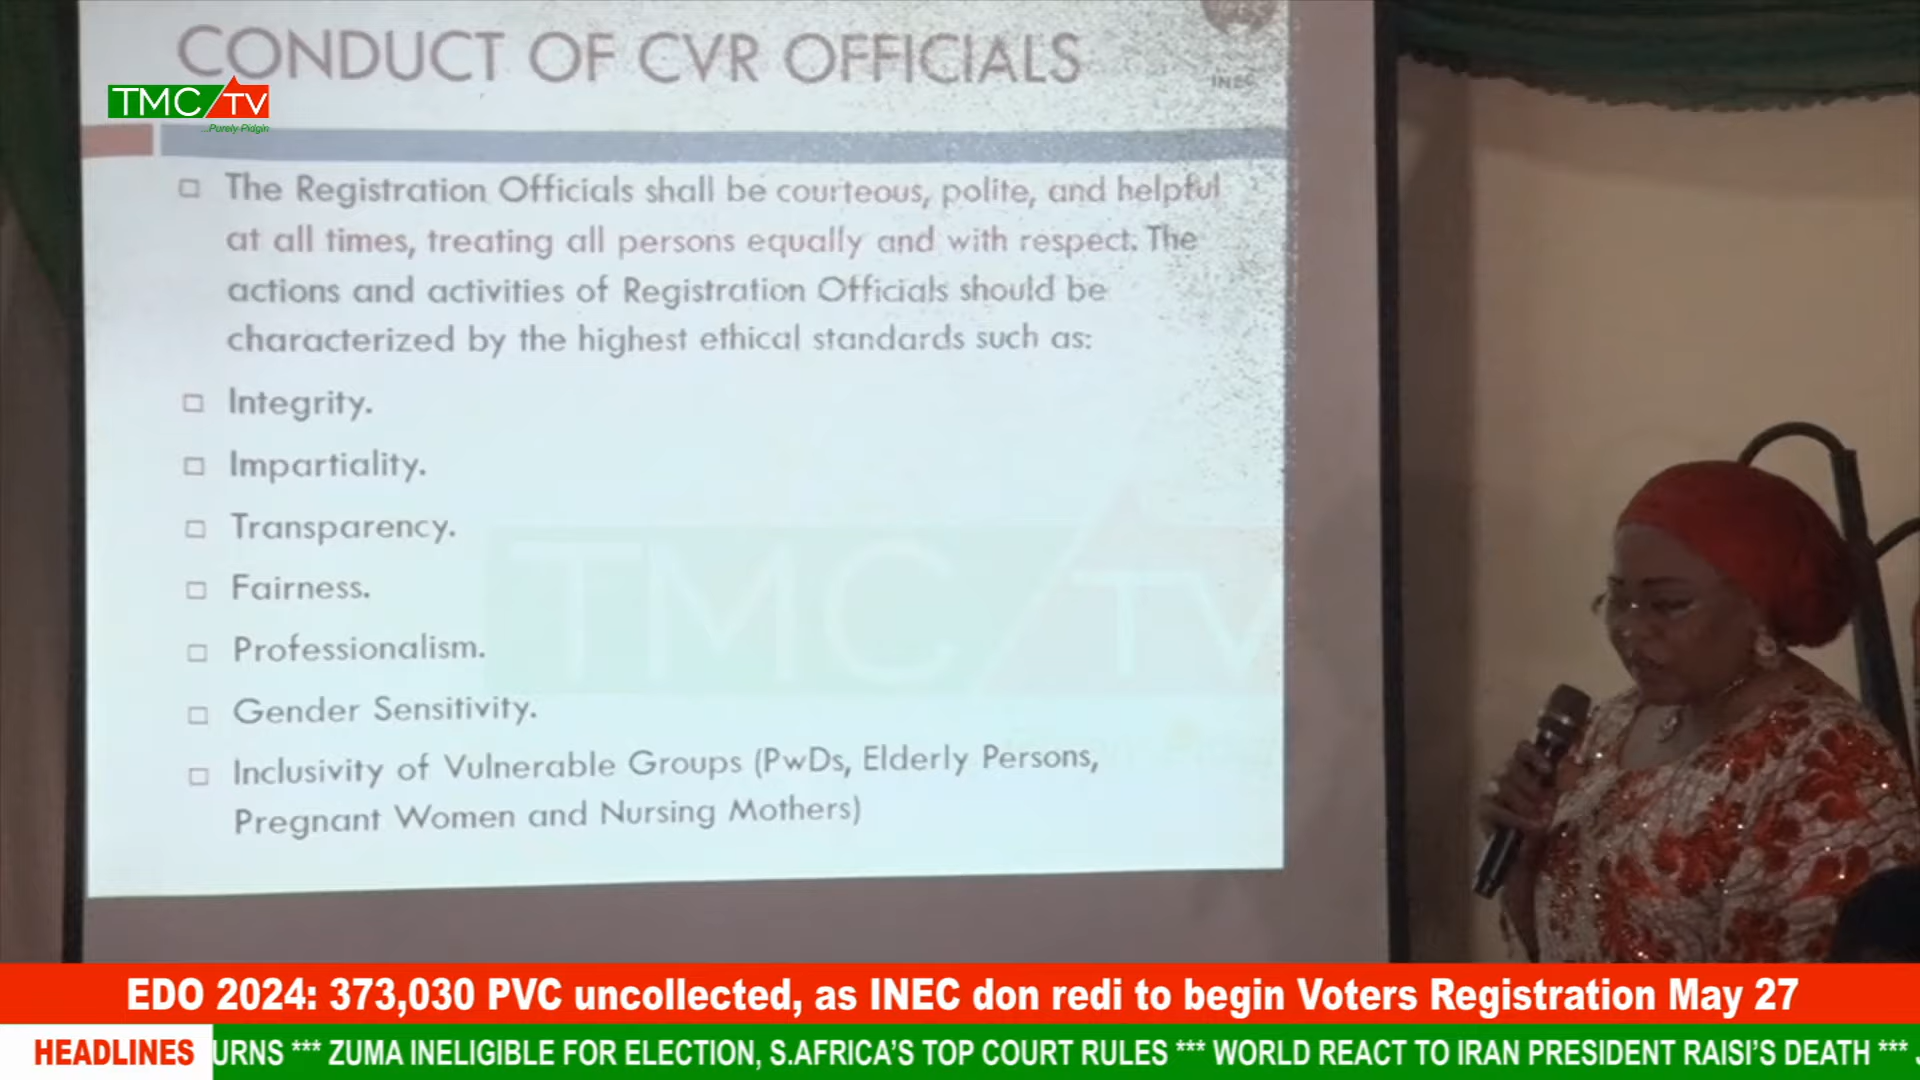 CONDUCT OF CVR OFFICIALS
INEC
TMC/TV
...Purely Pidgin
The Registration Officials shall be courteous, polite, and helpful
at all times, treating all persons equally and with respect. The
actions and activities of Registration Officials should be
characterized by the highest ethical standards such as:
Integrity.
Impartiality.
Transparency.
Fairness.
Professionalism.
Gender Sensitivity.
Inclusivity of Vulnerable Groups (PwDs, Elderly Persons,
Pregnant Women and Nursing Mothers)
TMC/TV
EDO 2024: 373,030 PVC uncollected, as INEC don redi to begin Voters Registration May 27
HEADLINES URNS *** ZUMA INELIGIBLE FOR ELECTION, S.AFRICA'S TOP COURT RULES *** WORLD REACT TO IRAN PRESIDENT RAISI'S DEATH ***